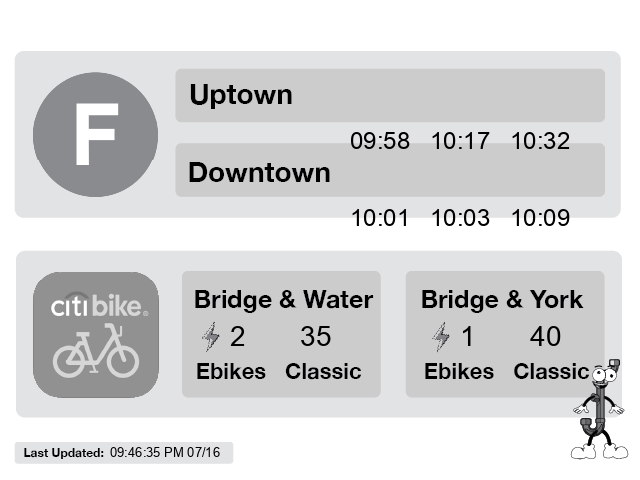 F
Uptown
09:58 10:17 10:32
Downtown
10:01 10:03 10:09
citi bike®
Bridge & Water
2 35
Ebikes Classic
Bridge & York
1 40
Ebikes Classic
Last Updated: 09:46:35 PM 07/16